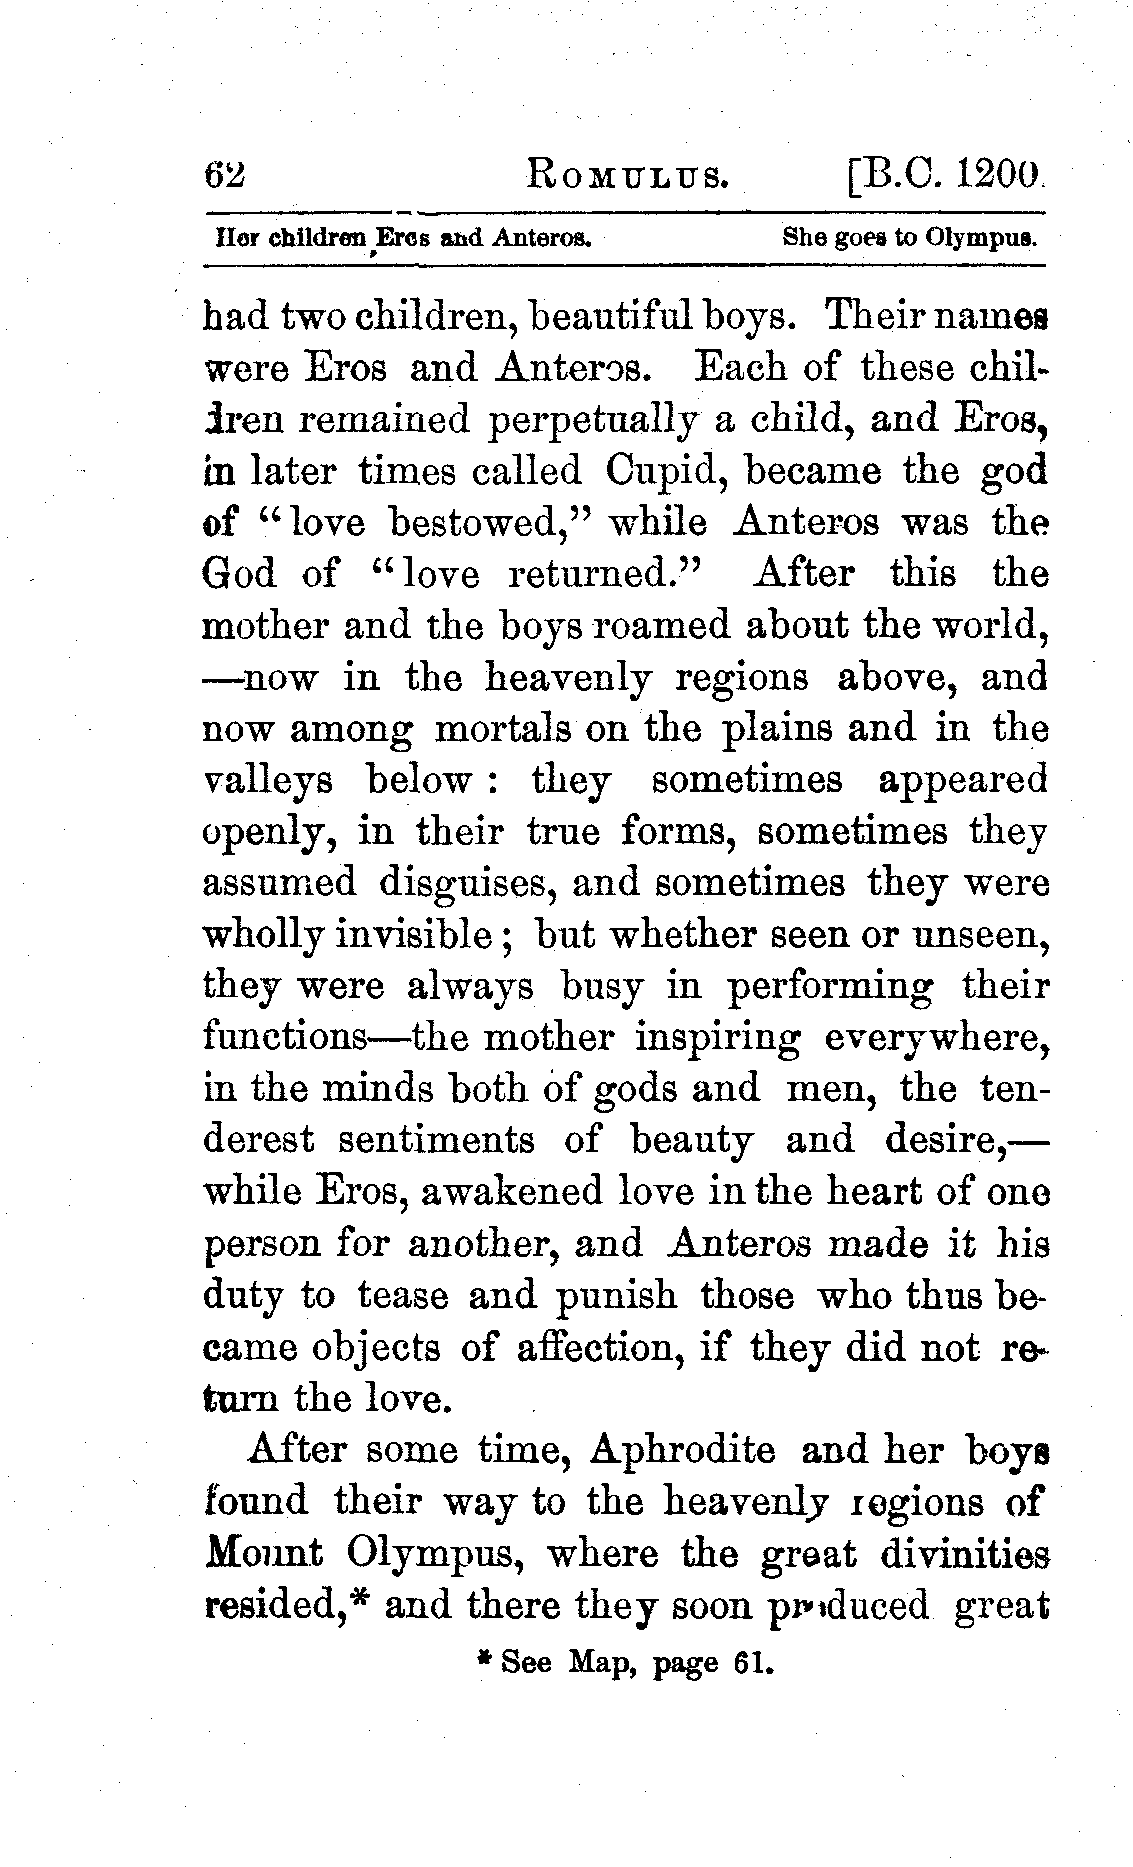 62 ROMULUS. [B.C. 1200.
Her children Eros and Anteros. She goes to Olympus.
had two children, beautiful boys. Their names
were Eros and Anteros. Each of these chil-
dren remained perpetually a child, and Eros,
in later times called Cupid, became the god
of “love bestowed,” while Anteros was the
God of “love returned.” After this the
mother and the boys roamed about the world,
—now in the heavenly regions above, and
now among mortals on the plains and in the
valleys below : they sometimes appeared
openly, in their true forms, sometimes they
assumed disguises, and sometimes they were
wholly invisible ; but whether seen or unseen,
they were always busy in performing their
functions—the mother inspiring everywhere,
in the minds both of gods and men, the ten-
derest sentiments of beauty and desire,—
while Eros, awakened love in the heart of one
person for another, and Anteros made it his
duty to tease and punish those who thus be-
came objects of affection, if they did not re-
turn the love.
After some time, Aphrodite and her boys
found their way to the heavenly regions of
Mount Olympus, where the great divinities
resided,* and there they soon produced great
* See Map, page 61.